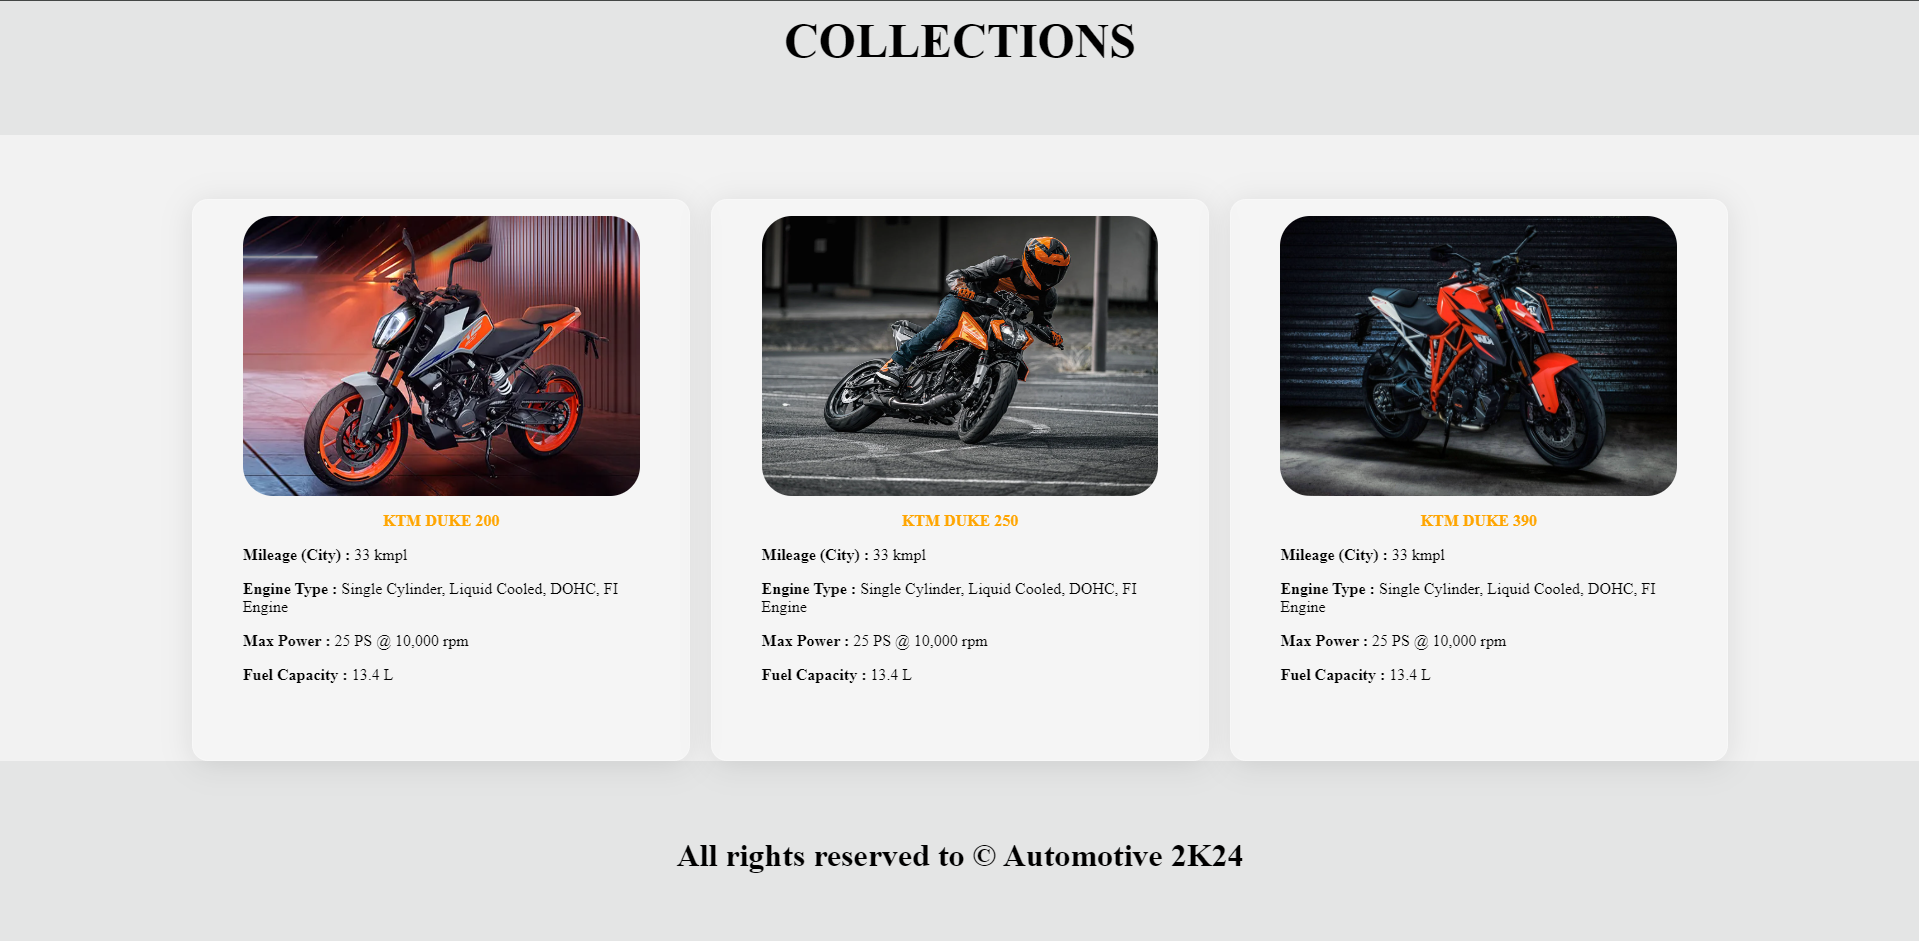 COLLECTIONS
KTM DUKE 200
Mileage (City) : 33 kmpl
Engine Type : Single Cylinder, Liquid Cooled, DOHC, FI
Engine
Max Power : 25 PS @ 10,000 rpm
Fuel Capacity : 13.4 L
KTM DUKE 250
Mileage (City) : 33 kmpl
Engine Type : Single Cylinder, Liquid Cooled, DOHC, FI
Engine
Max Power : 25 PS @ 10,000 rpm
Fuel Capacity : 13.4 L
KTM DUKE 390
Mileage (City) : 33 kmpl
Engine Type : Single Cylinder, Liquid Cooled, DOHC, FI
Engine
Max Power : 25 PS @ 10,000 rpm
Fuel Capacity : 13.4 L
All rights reserved to © Automotive 2K24